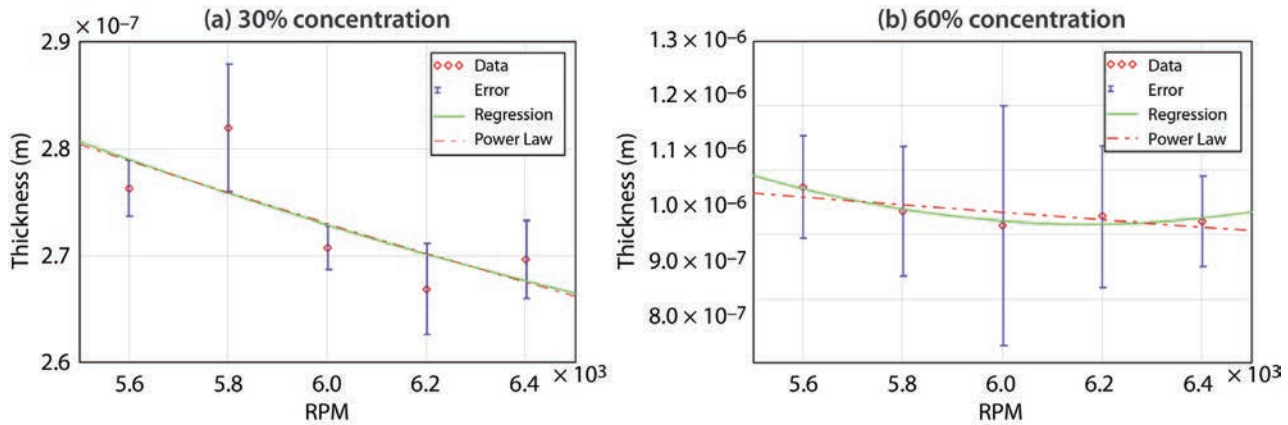 (a) 30% concentration
× 10⁻⁷
2.9
2.8
2.7
2.6
Thickness (m)
Data
Error
Regression
Power Law
5.6 5.8 6.0 6.2 6.4 × 10³
RPM
(b) 60% concentration
1.3 × 10⁻⁶
1.2 × 10⁻⁶
1.1 × 10⁻⁶
1.0 × 10⁻⁶
9.0 × 10⁻⁷
8.0 × 10⁻⁷
Thickness (m)
Data
Error
Regression
Power Law
5.6 5.8 6.0 6.2 6.4 × 10³
RPM